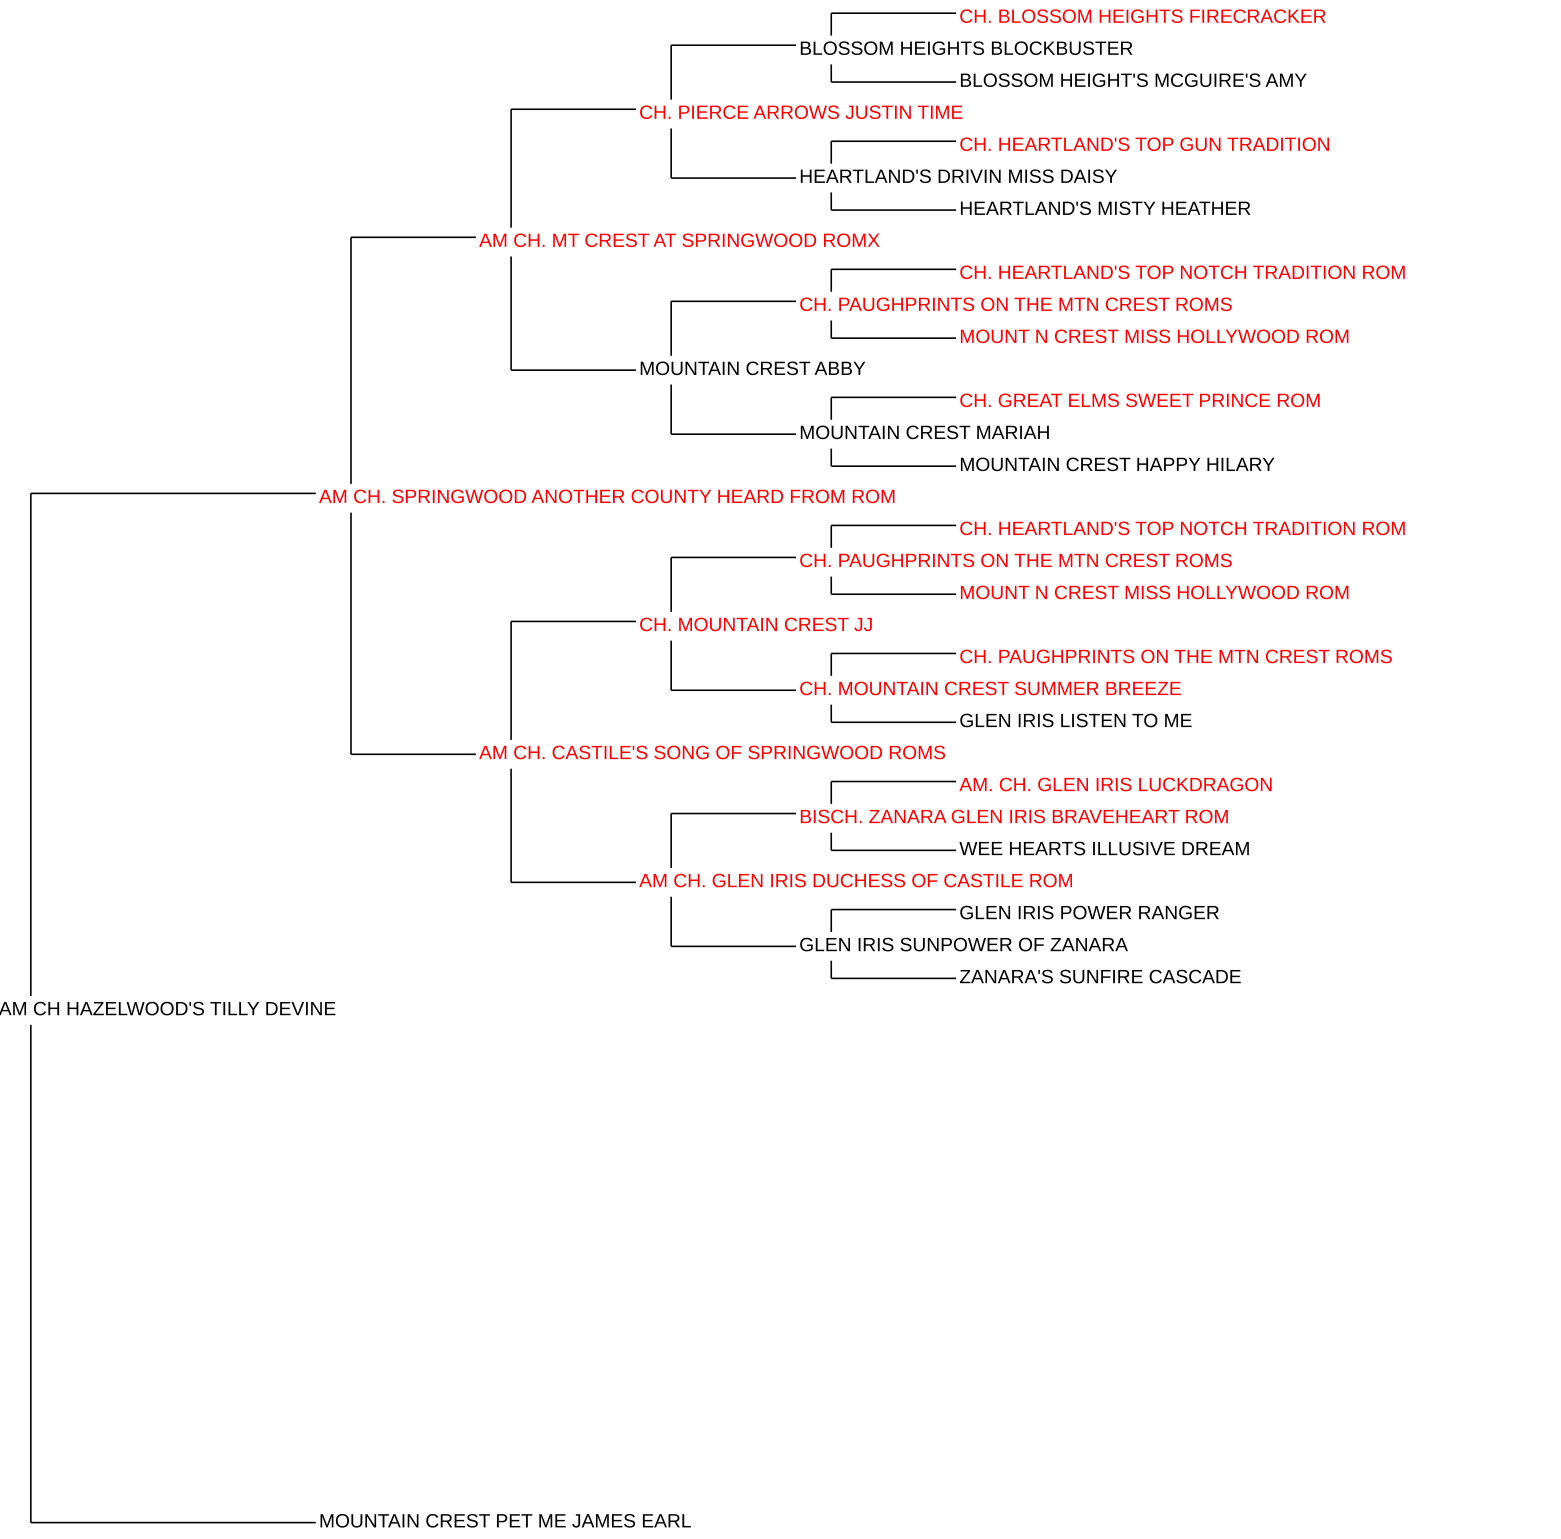 CH. BLOSSOM HEIGHTS FIRECRACKER
BLOSSOM HEIGHTS BLOCKBUSTER
BLOSSOM HEIGHT'S MCGUIRE'S AMY
CH. PIERCE ARROWS JUSTIN TIME
CH. HEARTLAND'S TOP GUN TRADITION
HEARTLAND'S DRIVIN MISS DAISY
HEARTLAND'S MISTY HEATHER
AM CH. MT CREST AT SPRINGWOOD ROMX
CH. HEARTLAND'S TOP NOTCH TRADITION ROM
CH. PAUGHPRINTS ON THE MTN CREST ROMS
MOUNT N CREST MISS HOLLYWOOD ROM
MOUNTAIN CREST ABBY
CH. GREAT ELMS SWEET PRINCE ROM
MOUNTAIN CREST MARIAH
MOUNTAIN CREST HAPPY HILARY
AM CH. SPRINGWOOD ANOTHER COUNTY HEARD FROM ROM
CH. HEARTLAND'S TOP NOTCH TRADITION ROM
CH. PAUGHPRINTS ON THE MTN CREST ROMS
MOUNT N CREST MISS HOLLYWOOD ROM
CH. MOUNTAIN CREST JJ
CH. PAUGHPRINTS ON THE MTN CREST ROMS
CH. MOUNTAIN CREST SUMMER BREEZE
GLEN IRIS LISTEN TO ME
AM CH. CASTILE'S SONG OF SPRINGWOOD ROMS
AM. CH. GLEN IRIS LUCKDRAGON
BISCH. ZANARA GLEN IRIS BRAVEHEART ROM
WEE HEARTS ILLUSIVE DREAM
AM CH. GLEN IRIS DUCHESS OF CASTILE ROM
GLEN IRIS POWER RANGER
GLEN IRIS SUNPOWER OF ZANARA
ZANARA'S SUNFIRE CASCADE
AM CH HAZELWOOD'S TILLY DEVINE
MOUNTAIN CREST PET ME JAMES EARL